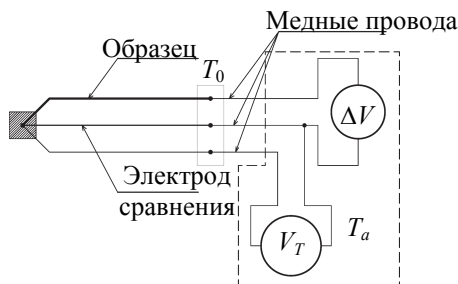 Медные провода
Образец
T0
ΔV
Электрод
сравнения
VT
Ta